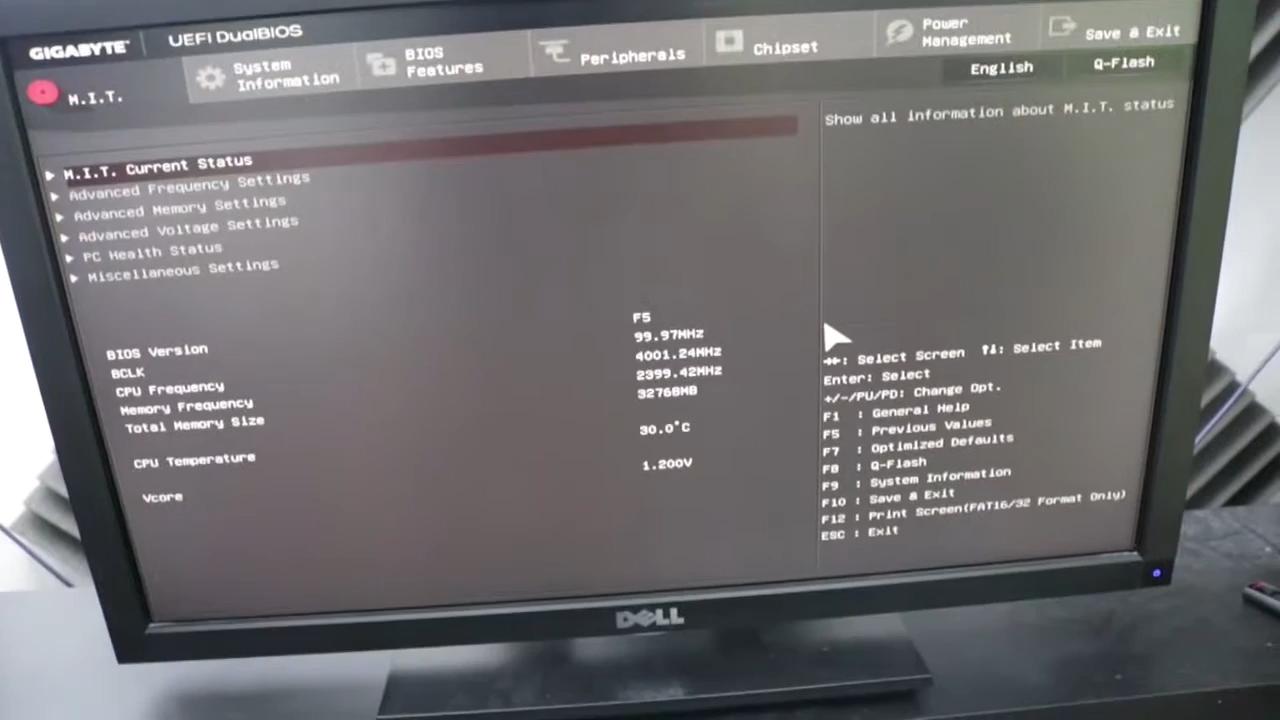 GIGABYTE™ UEFI DualBIOS
M.I.T.
System Information
BIOS Features
Peripherals
Chipset
Power Management
Save & Exit
English
Q-Flash
M.I.T. Current Status
Advanced Frequency Settings
Advanced Memory Settings
Advanced Voltage Settings
PC Health Status
Miscellaneous Settings
BIOS Version F5
BCLK 99.97MHz
CPU Frequency 4001.24MHz
Memory Frequency 2399.42MHz
Total Memory Size 32768MB
CPU Temperature 30.0°C
Vcore 1.200V
Show all information about M.I.T. status
→←: Select Screen ↑↓: Select Item
Enter: Select
+/-/PU/PD: Change Opt.
F1 : General Help
F5 : Previous Values
F7 : Optimized Defaults
F8 : Q-Flash
F9 : System Information
F10 : Save & Exit
F12 : Print Screen(FAT16/32 Format Only)
ESC : Exit
DELL